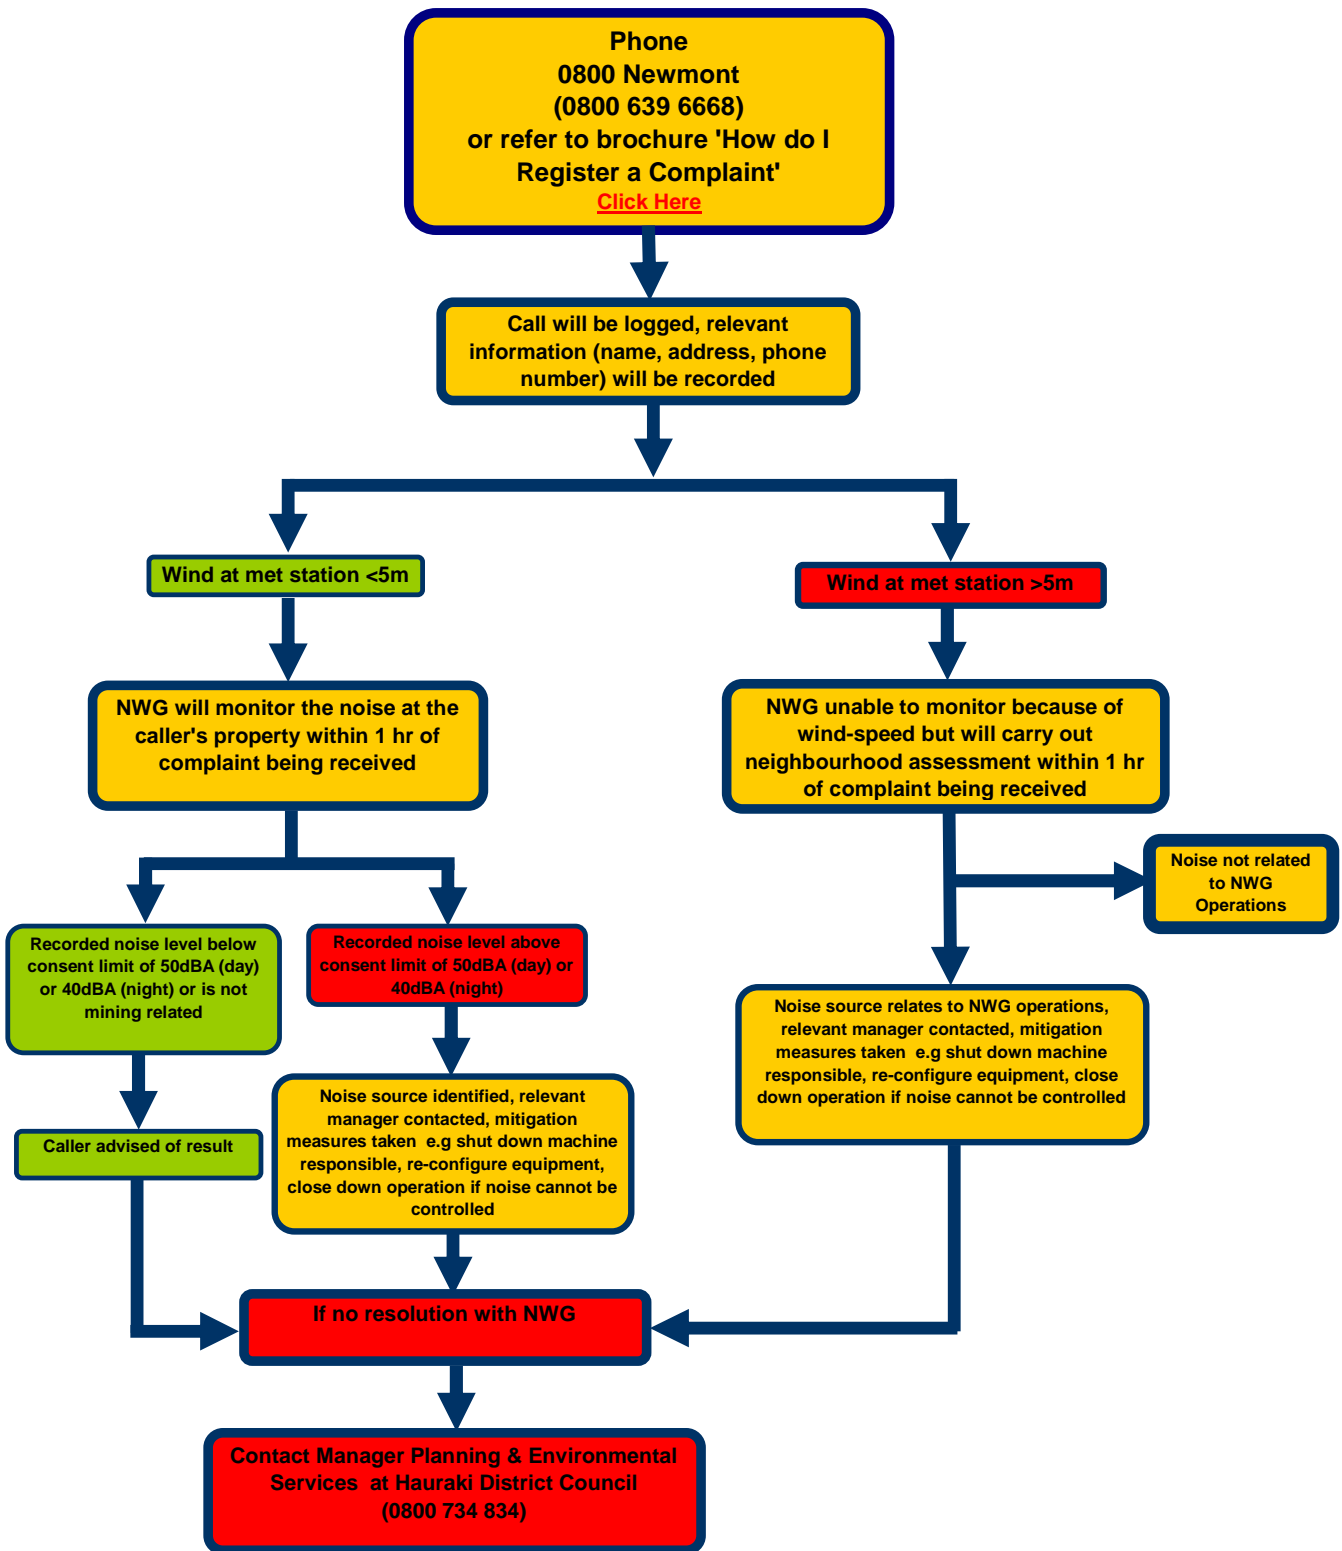 Phone
0800 Newmont
(0800 639 6668)
or refer to brochure 'How do I
Register a Complaint'
Click Here
Call will be logged, relevant
information (name, address, phone
number) will be recorded
Wind at met station <5m
Wind at met station >5m
NWG will monitor the noise at the
caller's property within 1 hr of
complaint being received
NWG unable to monitor because of
wind-speed but will carry out
neighbourhood assessment within 1 hr
of complaint being received
Noise not related
to NWG
Operations
Recorded noise level below
consent limit of 50dBA (day)
or 40dBA (night) or is not
mining related
Recorded noise level above
consent limit of 50dBA (day) or
40dBA (night)
Noise source relates to NWG operations,
relevant manager contacted, mitigation
measures taken  e.g shut down machine
responsible, re-configure equipment, close
down operation if noise cannot be controlled
Caller advised of result
Noise source identified, relevant
manager contacted, mitigation
measures taken  e.g shut down machine
responsible, re-configure equipment,
close down operation if noise cannot be
controlled
If no resolution with NWG
Contact Manager Planning & Environmental
Services  at Hauraki District Council
(0800 734 834)